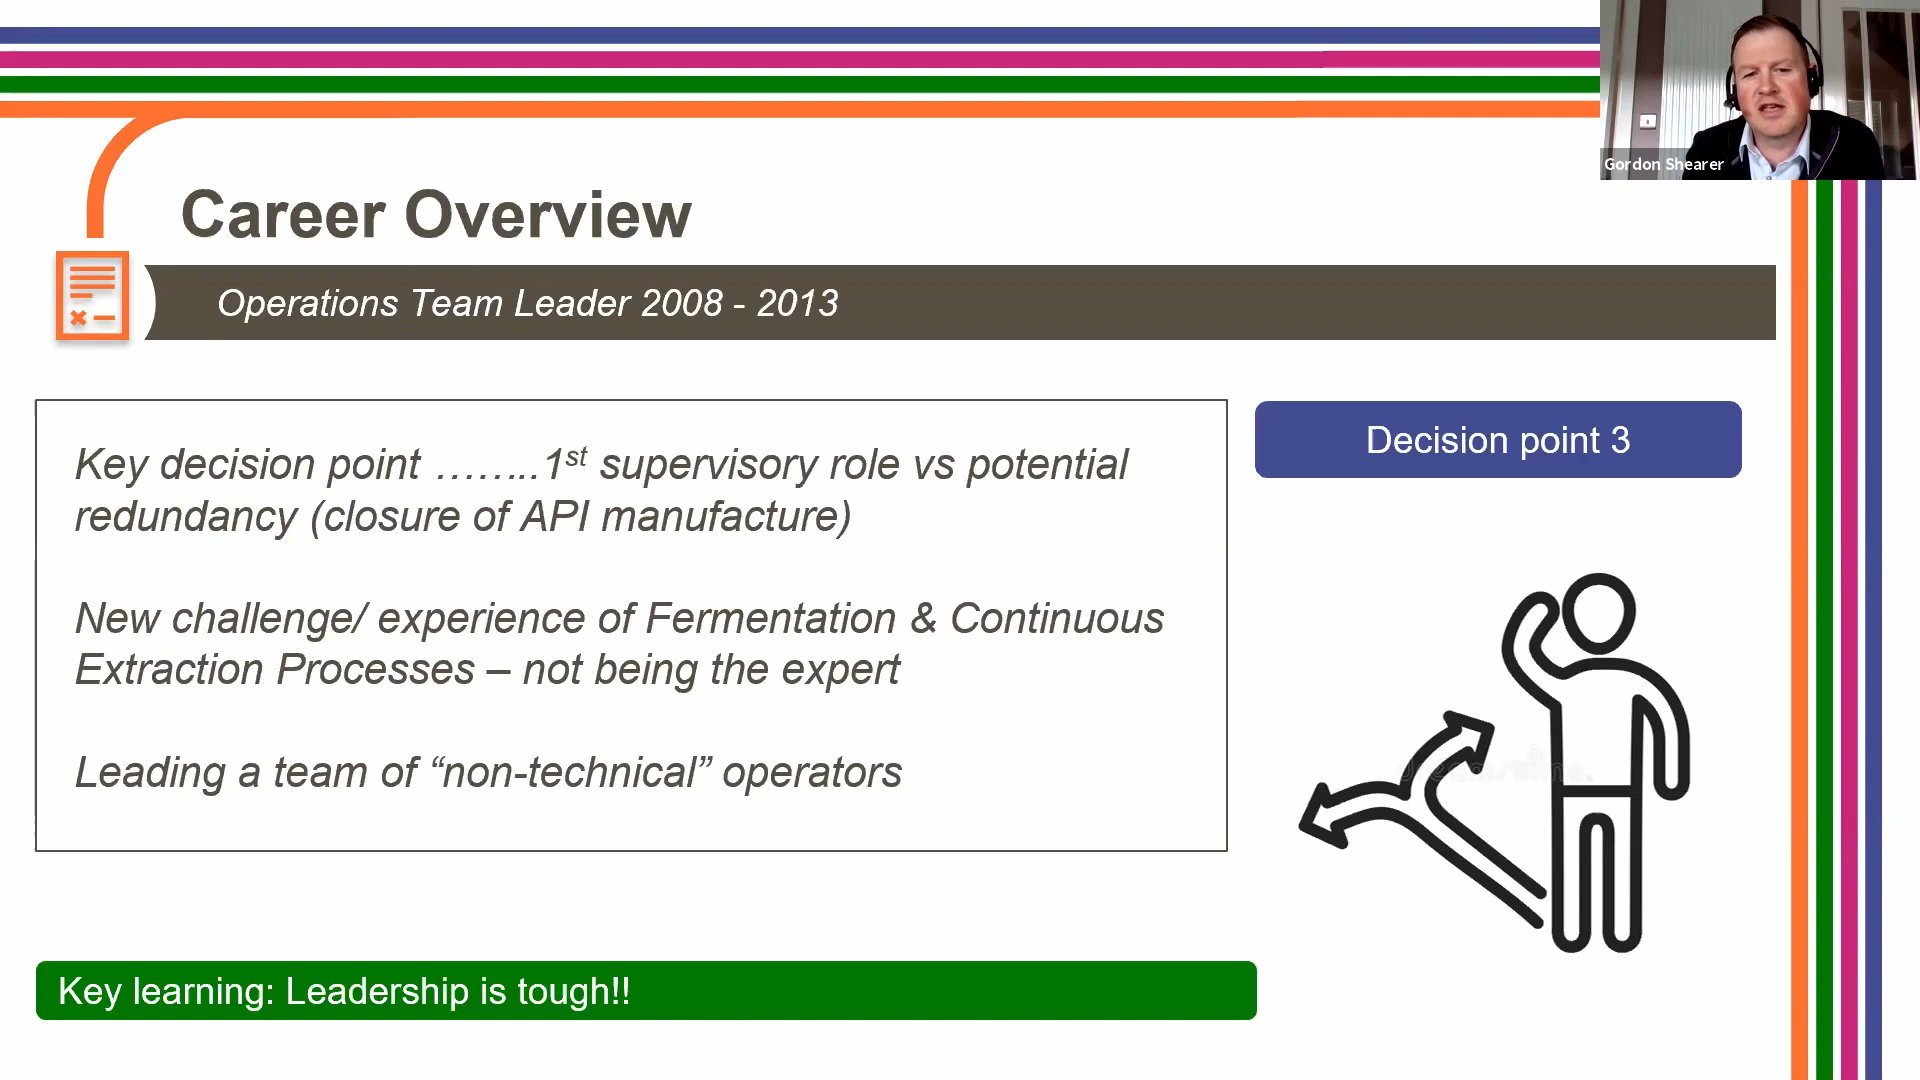 Gordon Shearer
Career Overview
Operations Team Leader 2008 - 2013
Key decision point ……..1st supervisory role vs potential
redundancy (closure of API manufacture)
New challenge/ experience of Fermentation & Continuous
Extraction Processes – not being the expert
Leading a team of “non-technical” operators
Decision point 3
Key learning: Leadership is tough!!